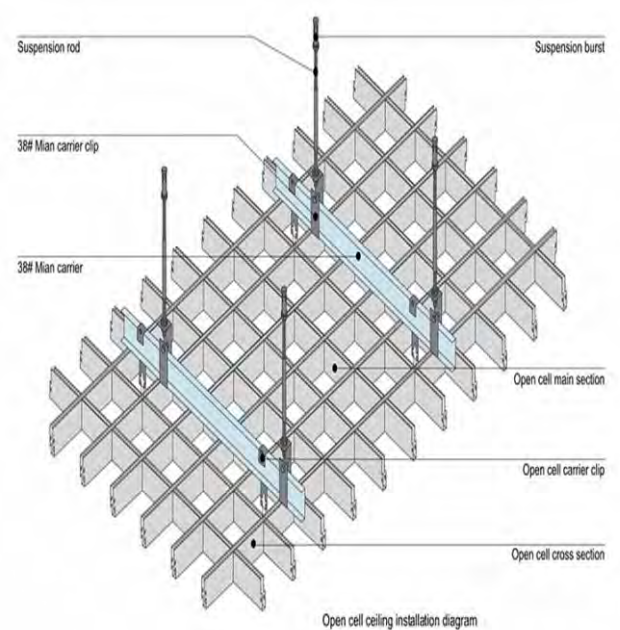 Suspension rod
Suspension burst
38# Mian carrier clip
38# Mian carrier
Open cell main section
Open cell carrier clip
Open cell cross section
Open cell ceiling installation diagram